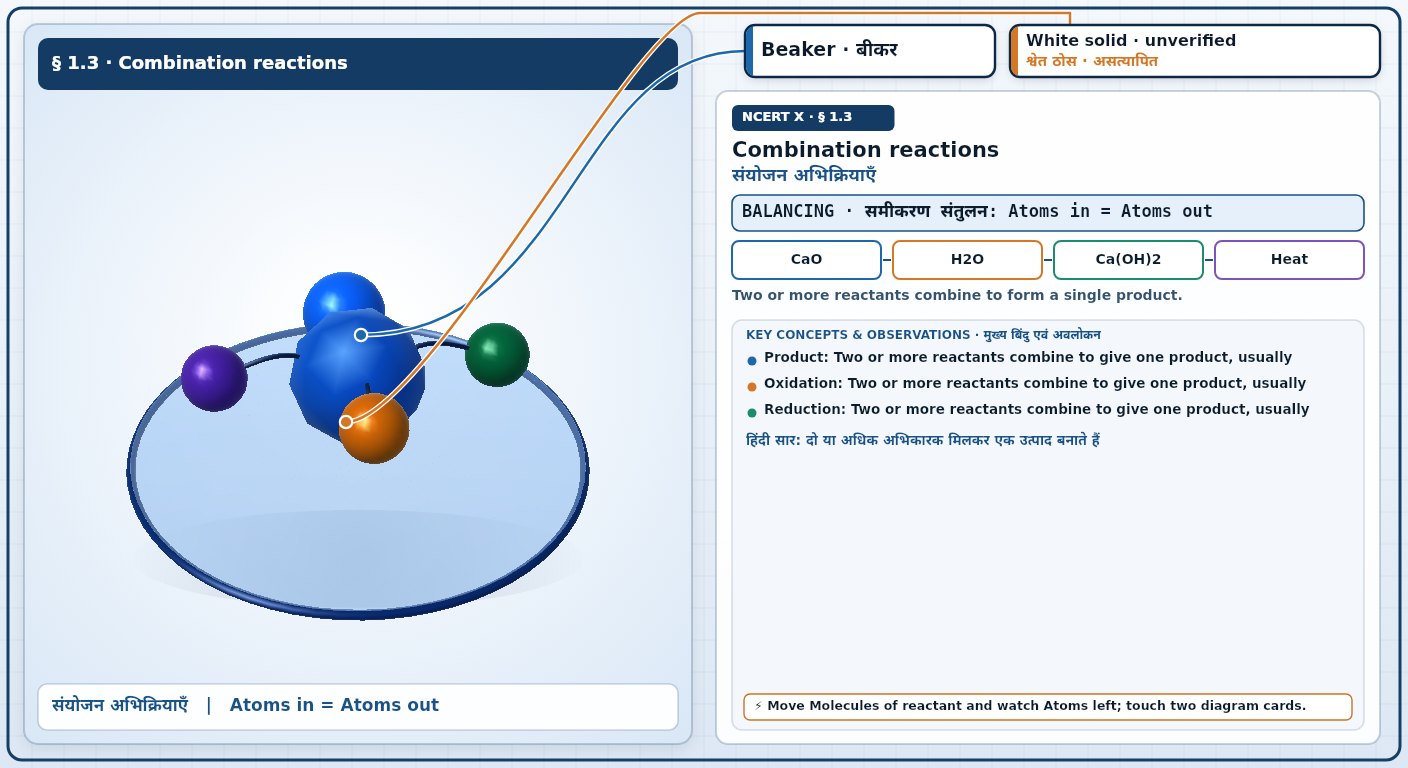 § 1.3 · Combination reactions
Beaker · बीकर
White solid · unverified
श्वेत ठोस · असत्यापित
NCERT X · § 1.3
Combination reactions
संयोजन अभिक्रियाएँ
BALANCING · समीकरण संतुलन: Atoms in = Atoms out
CaO
H2O
Ca(OH)2
Heat
Two or more reactants combine to form a single product.
KEY CONCEPTS & OBSERVATIONS · मुख्य बिंदु एवं अवलोकन
Product: Two or more reactants combine to give one product, usually
Oxidation: Two or more reactants combine to give one product, usually
Reduction: Two or more reactants combine to give one product, usually
हिंदी सार: दो या अधिक अभिकारक मिलकर एक उत्पाद बनाते हैं
⚡ Move Molecules of reactant and watch Atoms left; touch two diagram cards.
संयोजन अभिक्रियाएँ | Atoms in = Atoms out